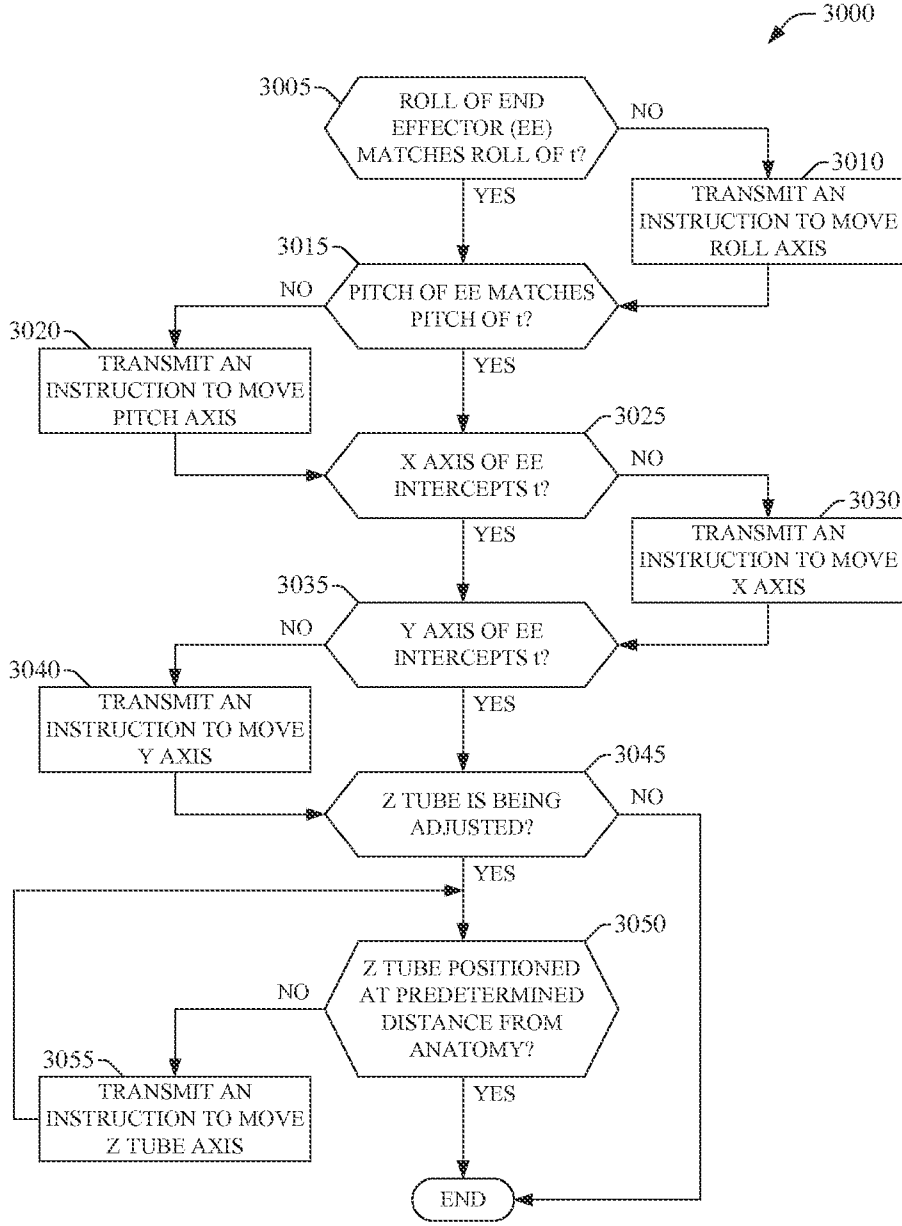 3000
3005
ROLL OF END
EFFECTOR (EE)
MATCHES ROLL OF t?
NO
YES
3010
TRANSMIT AN
INSTRUCTION TO MOVE
ROLL AXIS
3015
NO
PITCH OF EE MATCHES
PITCH OF t?
YES
3020
TRANSMIT AN
INSTRUCTION TO MOVE
PITCH AXIS
3025
X AXIS OF EE
INTERCEPTS t?
NO
YES
3030
TRANSMIT AN
INSTRUCTION TO MOVE
X AXIS
3035
NO
Y AXIS OF EE
INTERCEPTS t?
YES
3040
TRANSMIT AN
INSTRUCTION TO MOVE
Y AXIS
3045
Z TUBE IS BEING
ADJUSTED?
NO
YES
3050
Z TUBE POSITIONED
AT PREDETERMINED
DISTANCE FROM
ANATOMY?
NO
YES
3055
TRANSMIT AN
INSTRUCTION TO MOVE
Z TUBE AXIS
END